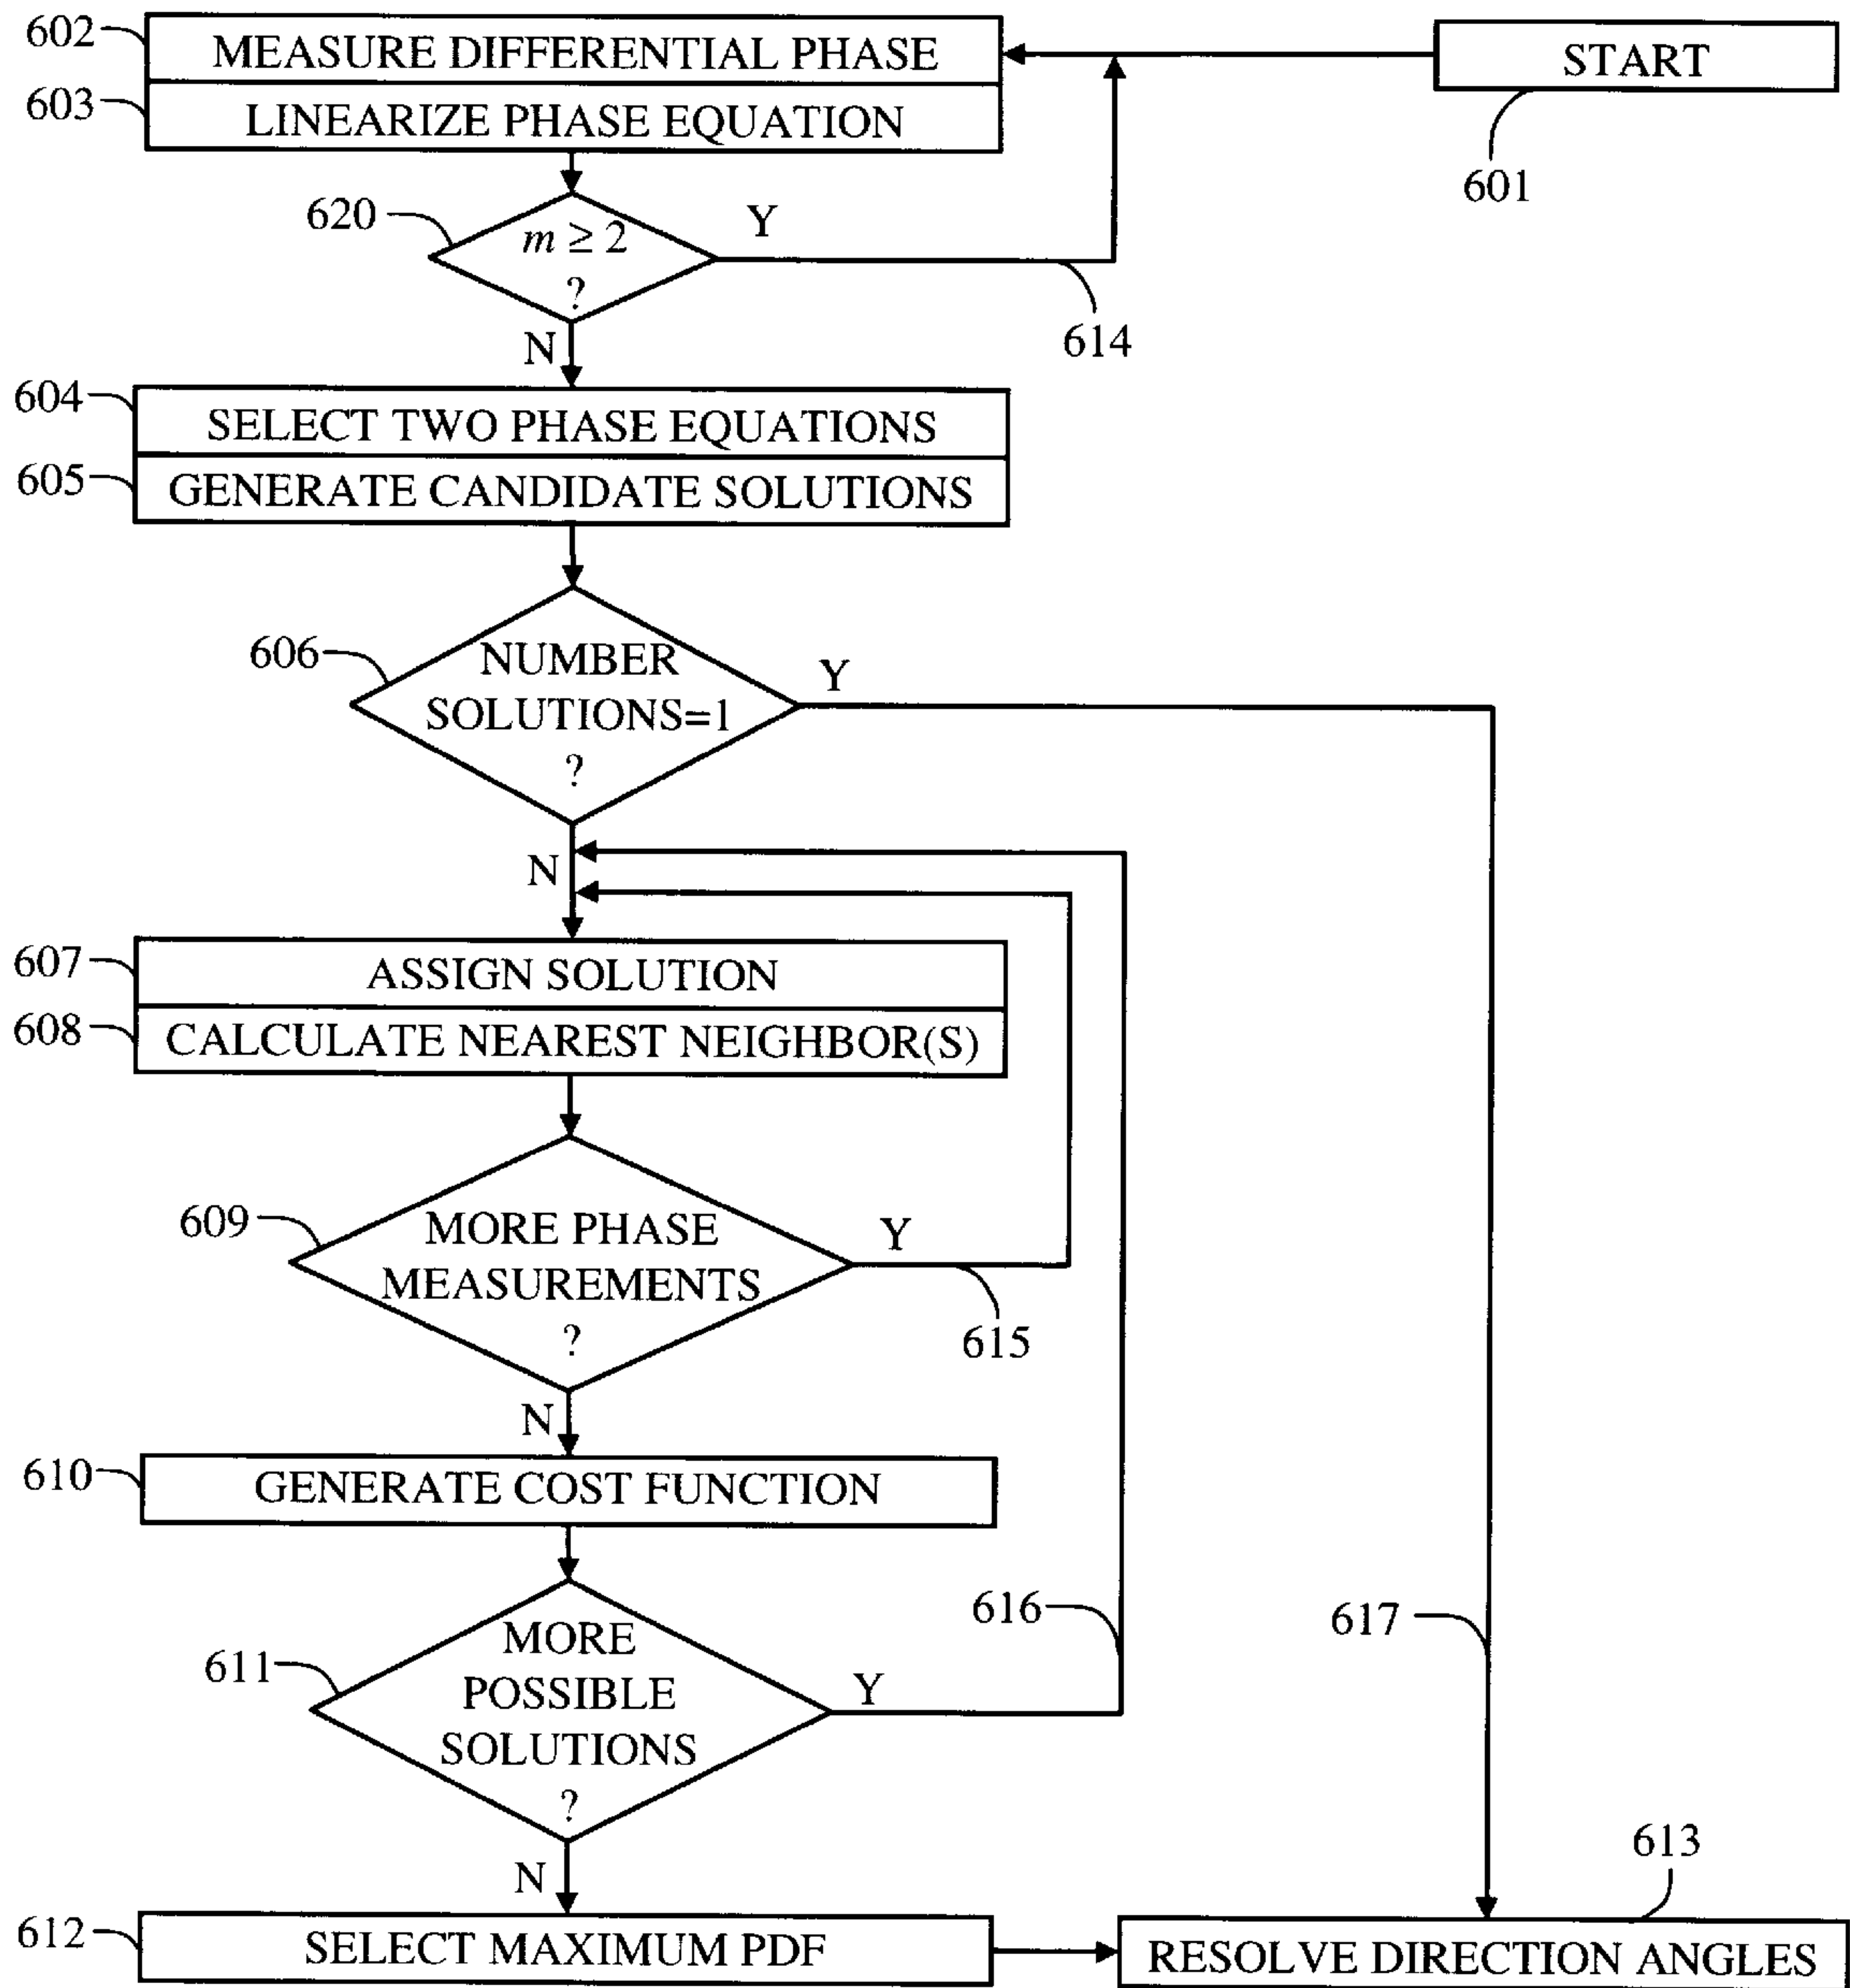 602
MEASURE DIFFERENTIAL PHASE
START
603
LINEARIZE PHASE EQUATION
601
620
m ≥ 2
?
Y
614
N
604
SELECT TWO PHASE EQUATIONS
605
GENERATE CANDIDATE SOLUTIONS
606
NUMBER
SOLUTIONS=1
?
Y
N
607
ASSIGN SOLUTION
608
CALCULATE NEAREST NEIGHBOR(S)
609
MORE PHASE
MEASUREMENTS
?
Y
615
N
610
GENERATE COST FUNCTION
616
617
611
MORE
POSSIBLE
SOLUTIONS
?
Y
N
613
612
SELECT MAXIMUM PDF
RESOLVE DIRECTION ANGLES